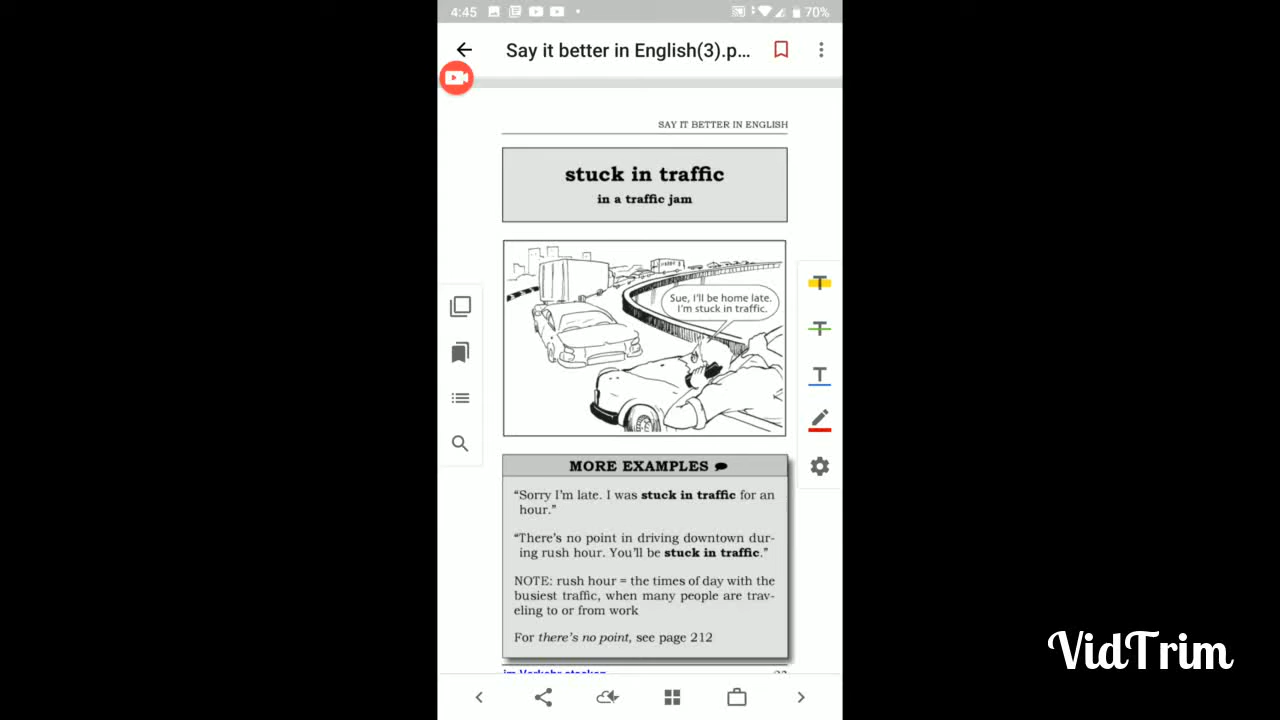 4:45
70%
Say it better in English(3).p...
SAY IT BETTER IN ENGLISH
stuck in traffic
in a traffic jam
Sue, I'll be home late.
I'm stuck in traffic.
MORE EXAMPLES
“Sorry I'm late. I was stuck in traffic for an
hour.”
“There's no point in driving downtown dur-
ing rush hour. You'll be stuck in traffic.”
NOTE: rush hour = the times of day with the
busiest traffic, when many people are trav-
eling to or from work
For there's no point, see page 212
VidTrim